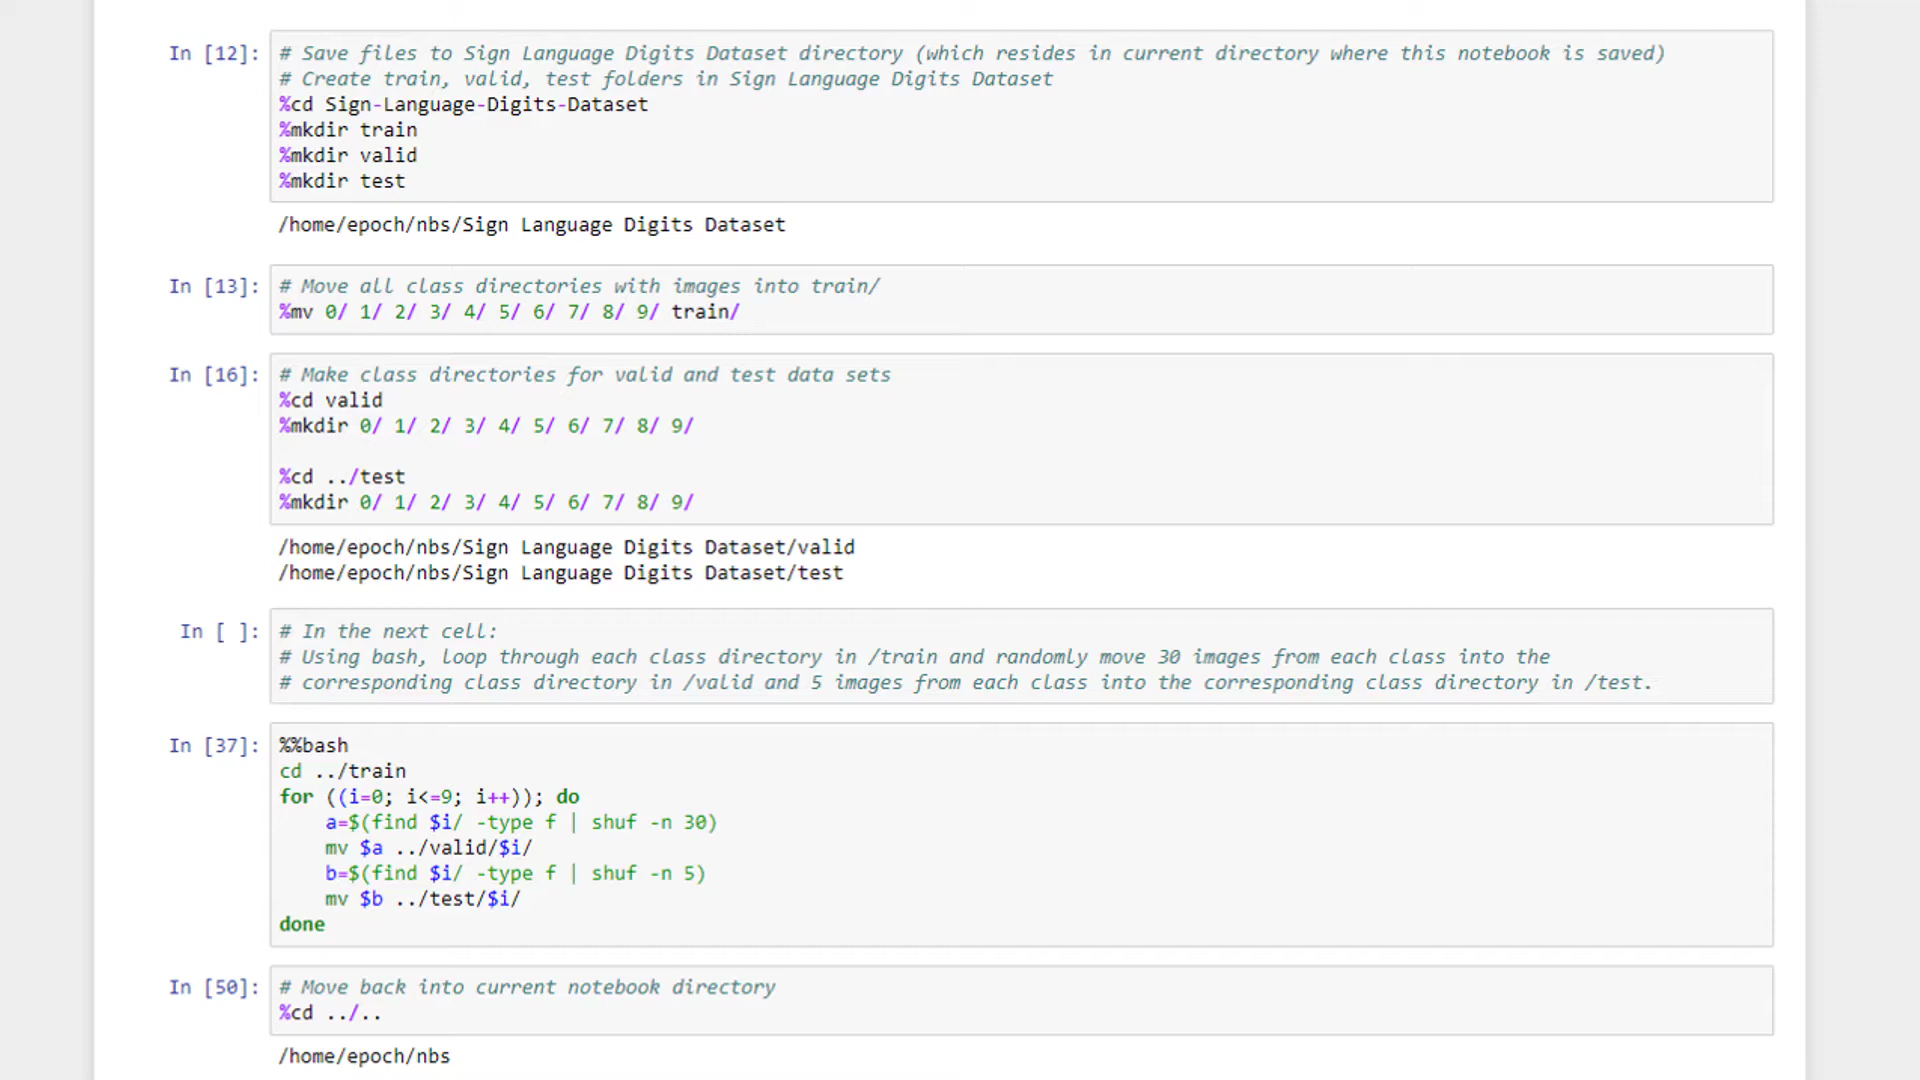 In [12]: # Save files to Sign Language Digits Dataset directory (which resides in current directory where this notebook is saved)
# Create train, valid, test folders in Sign Language Digits Dataset
%cd Sign-Language-Digits-Dataset
%mkdir train
%mkdir valid
%mkdir test
/home/epoch/nbs/Sign Language Digits Dataset
In [13]: # Move all class directories with images into train/
%mv 0/ 1/ 2/ 3/ 4/ 5/ 6/ 7/ 8/ 9/ train/
In [16]: # Make class directories for valid and test data sets
%cd valid
%mkdir 0/ 1/ 2/ 3/ 4/ 5/ 6/ 7/ 8/ 9/
%cd ../test
%mkdir 0/ 1/ 2/ 3/ 4/ 5/ 6/ 7/ 8/ 9/
/home/epoch/nbs/Sign Language Digits Dataset/valid
/home/epoch/nbs/Sign Language Digits Dataset/test
In [ ]: # In the next cell:
# Using bash, loop through each class directory in /train and randomly move 30 images from each class into the
# corresponding class directory in /valid and 5 images from each class into the corresponding class directory in /test.
In [37]: %%bash
cd ../train
for ((i=0; i<=9; i++)); do
    a=$(find $i/ -type f | shuf -n 30)
    mv $a ../valid/$i/
    b=$(find $i/ -type f | shuf -n 5)
    mv $b ../test/$i/
done
In [50]: # Move back into current notebook directory
%cd ../..
/home/epoch/nbs